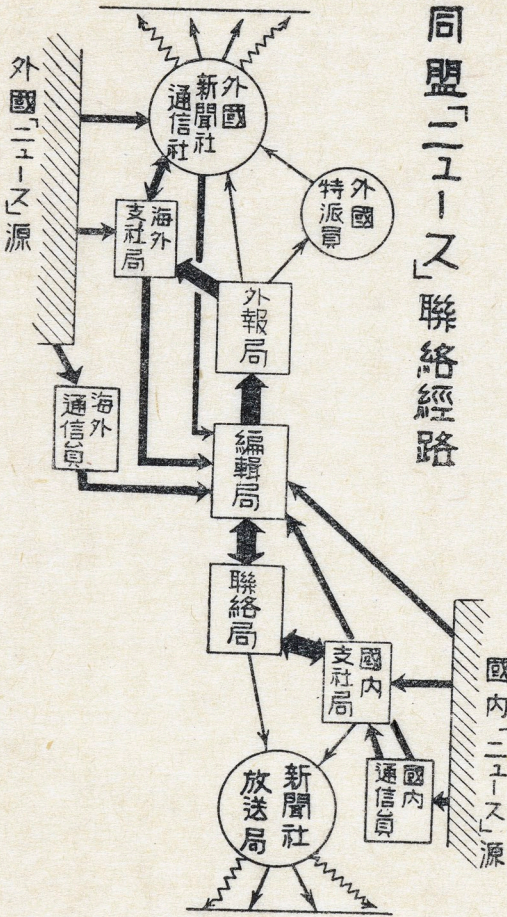 同盟「ニュース」聯絡經路
外國
新聞社
通信社
外國
特派員
外國「ニュース」源
海外
支社局
外報局
海外
通信員
編輯局
聯絡局
國內
支社局
國內「ニュース」源
國內
通信員
新聞社
放送局